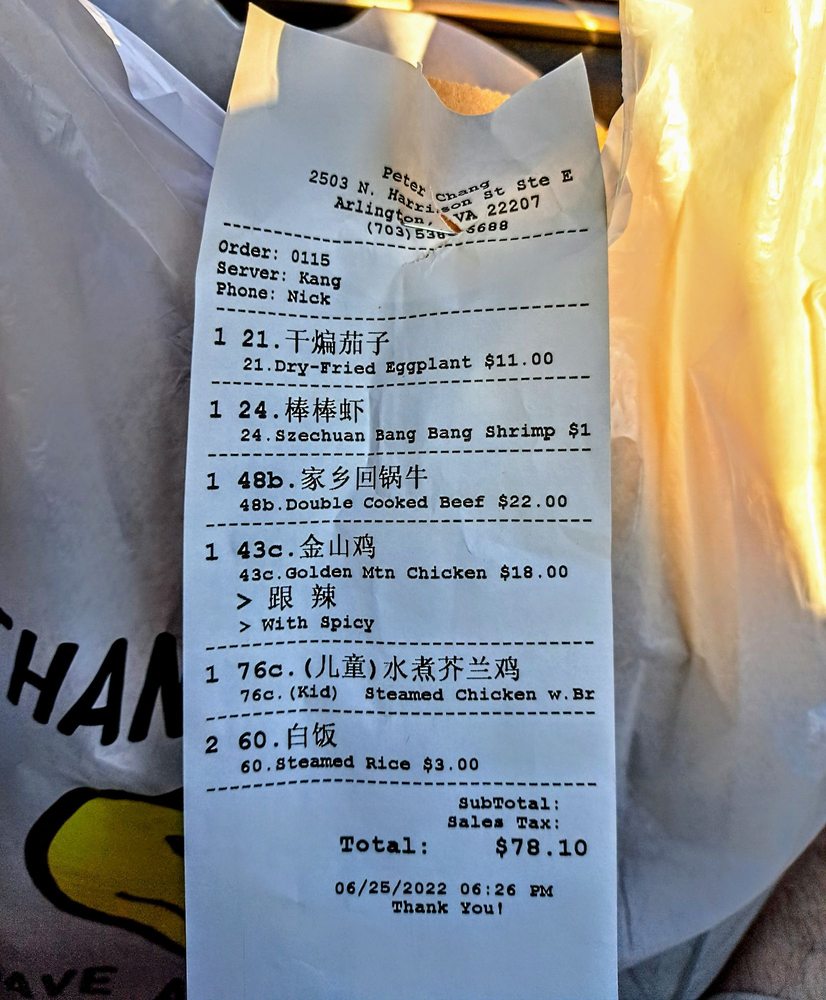 Peter Chang
2503 N. Harrison St Ste E
Arlington, VA 22207
(703)538-6688
Order: 0115
Server: Kang
Phone: Nick
1 21.干煸茄子
21.Dry-Fried Eggplant $11.00
1 24.棒棒虾
24.Szechuan Bang Bang Shrimp $1
1 48b.家乡回锅牛
48b.Double Cooked Beef $22.00
1 43c.金山鸡
43c.Golden Mtn Chicken $18.00
> 跟 辣
> With Spicy
1 76c.(儿童)水煮芥兰鸡
76c.(Kid) Steamed Chicken w.Br
2 60.白饭
60.Steamed Rice $3.00
SubTotal:
Sales Tax:
Total: $78.10
06/25/2022 06:26 PM
Thank You!
THAN
AVE A